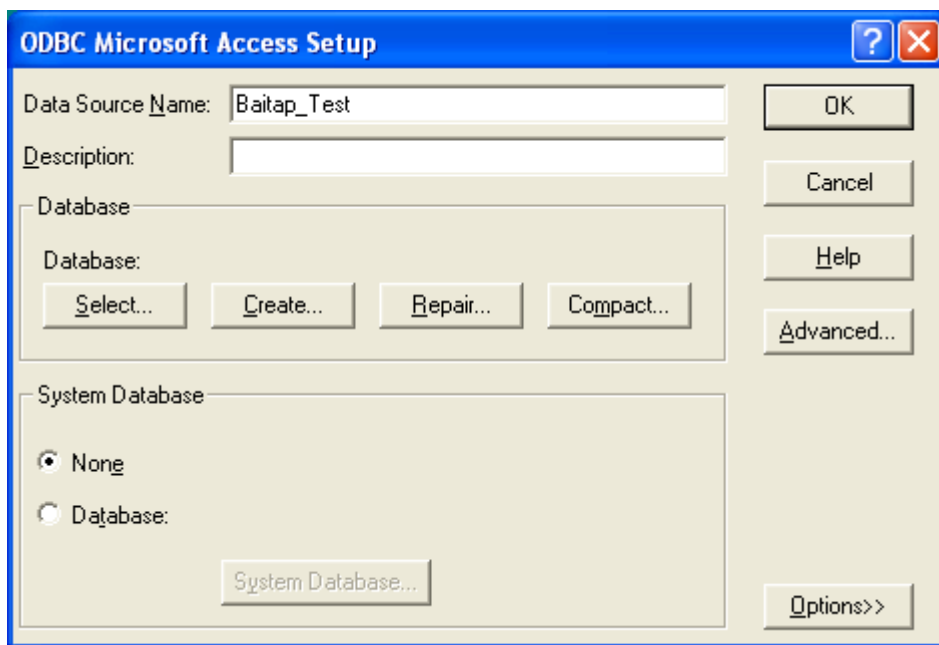 ODBC Microsoft Access Setup
Data Source Name: Baitap_Test
OK
Description:
Cancel
Database
Database:
Help
Select... Create... Repair... Compact...
Advanced...
System Database
None
Database:
System Database...
Options>>